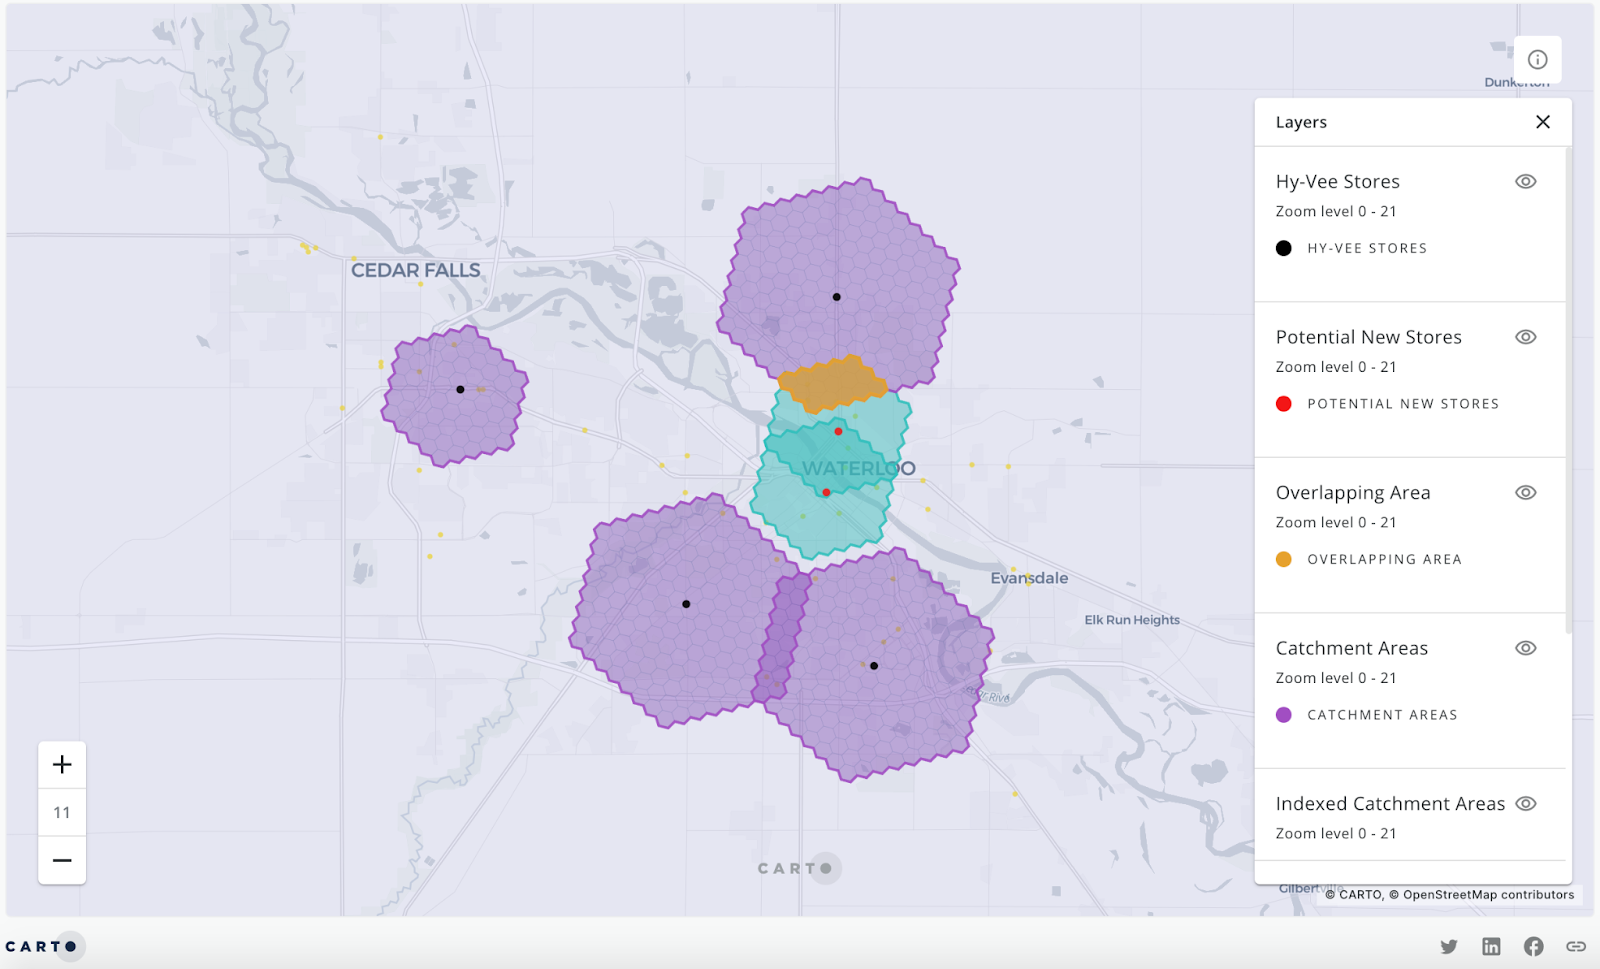 Dunkerton
Layers
Hy-Vee Stores
Zoom level 0 - 21
HY-VEE STORES
Potential New Stores
Zoom level 0 - 21
POTENTIAL NEW STORES
Overlapping Area
Zoom level 0 - 21
OVERLAPPING AREA
Catchment Areas
Zoom level 0 - 21
CATCHMENT AREAS
Indexed Catchment Areas
Zoom level 0 - 21
CEDAR FALLS
WATERLOO
Evansdale
Elk Run Heights
11
CARTO
Gilbertville
© CARTO, © OpenStreetMap contributors
CARTO